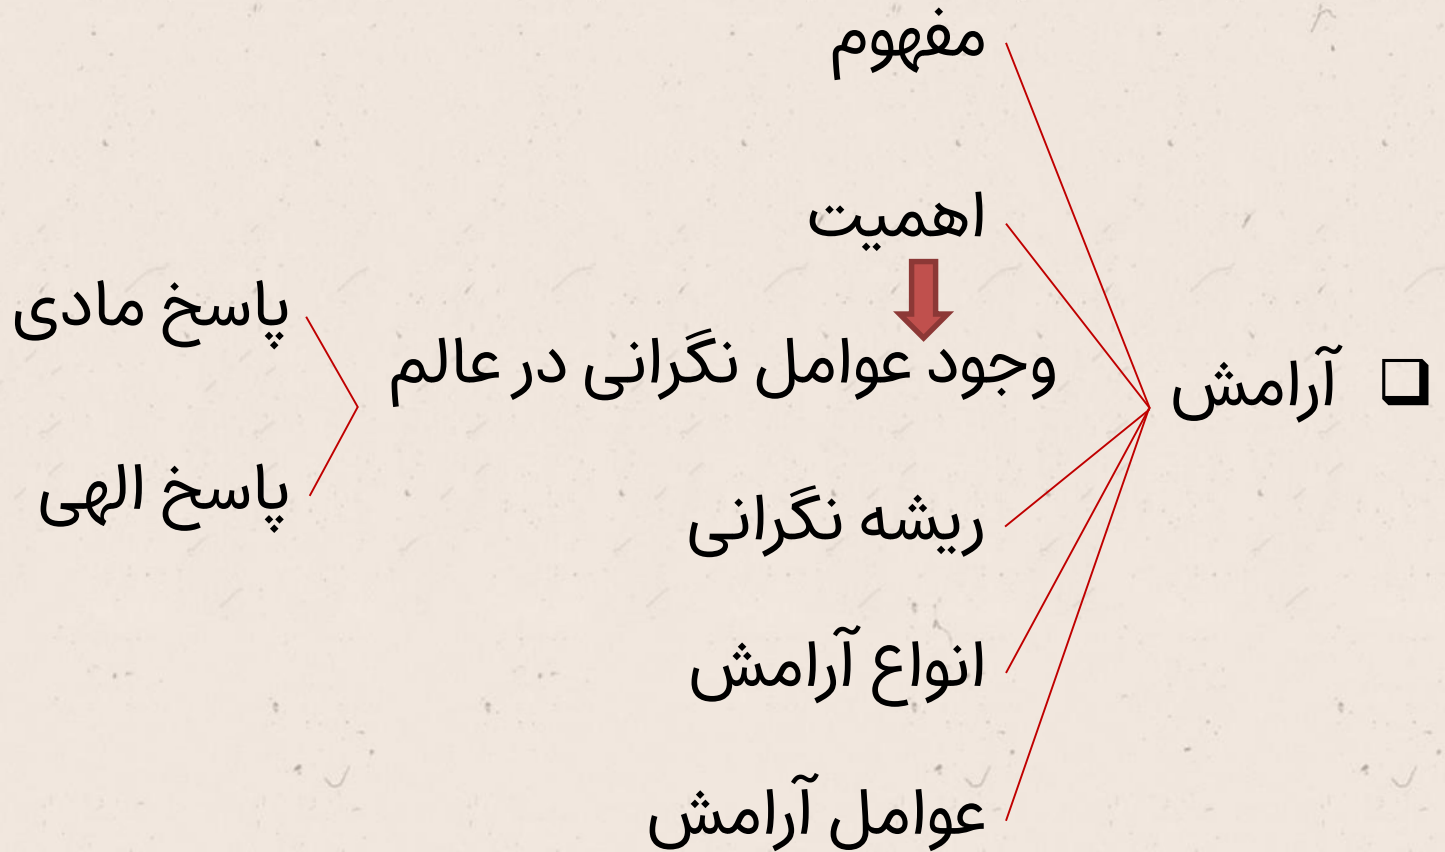 آرامش
مفهوم
اهمیت
وجود عوامل نگرانی در عالم
پاسخ مادی
پاسخ الهی
ریشه نگرانی
انواع آرامش
عوامل آرامش